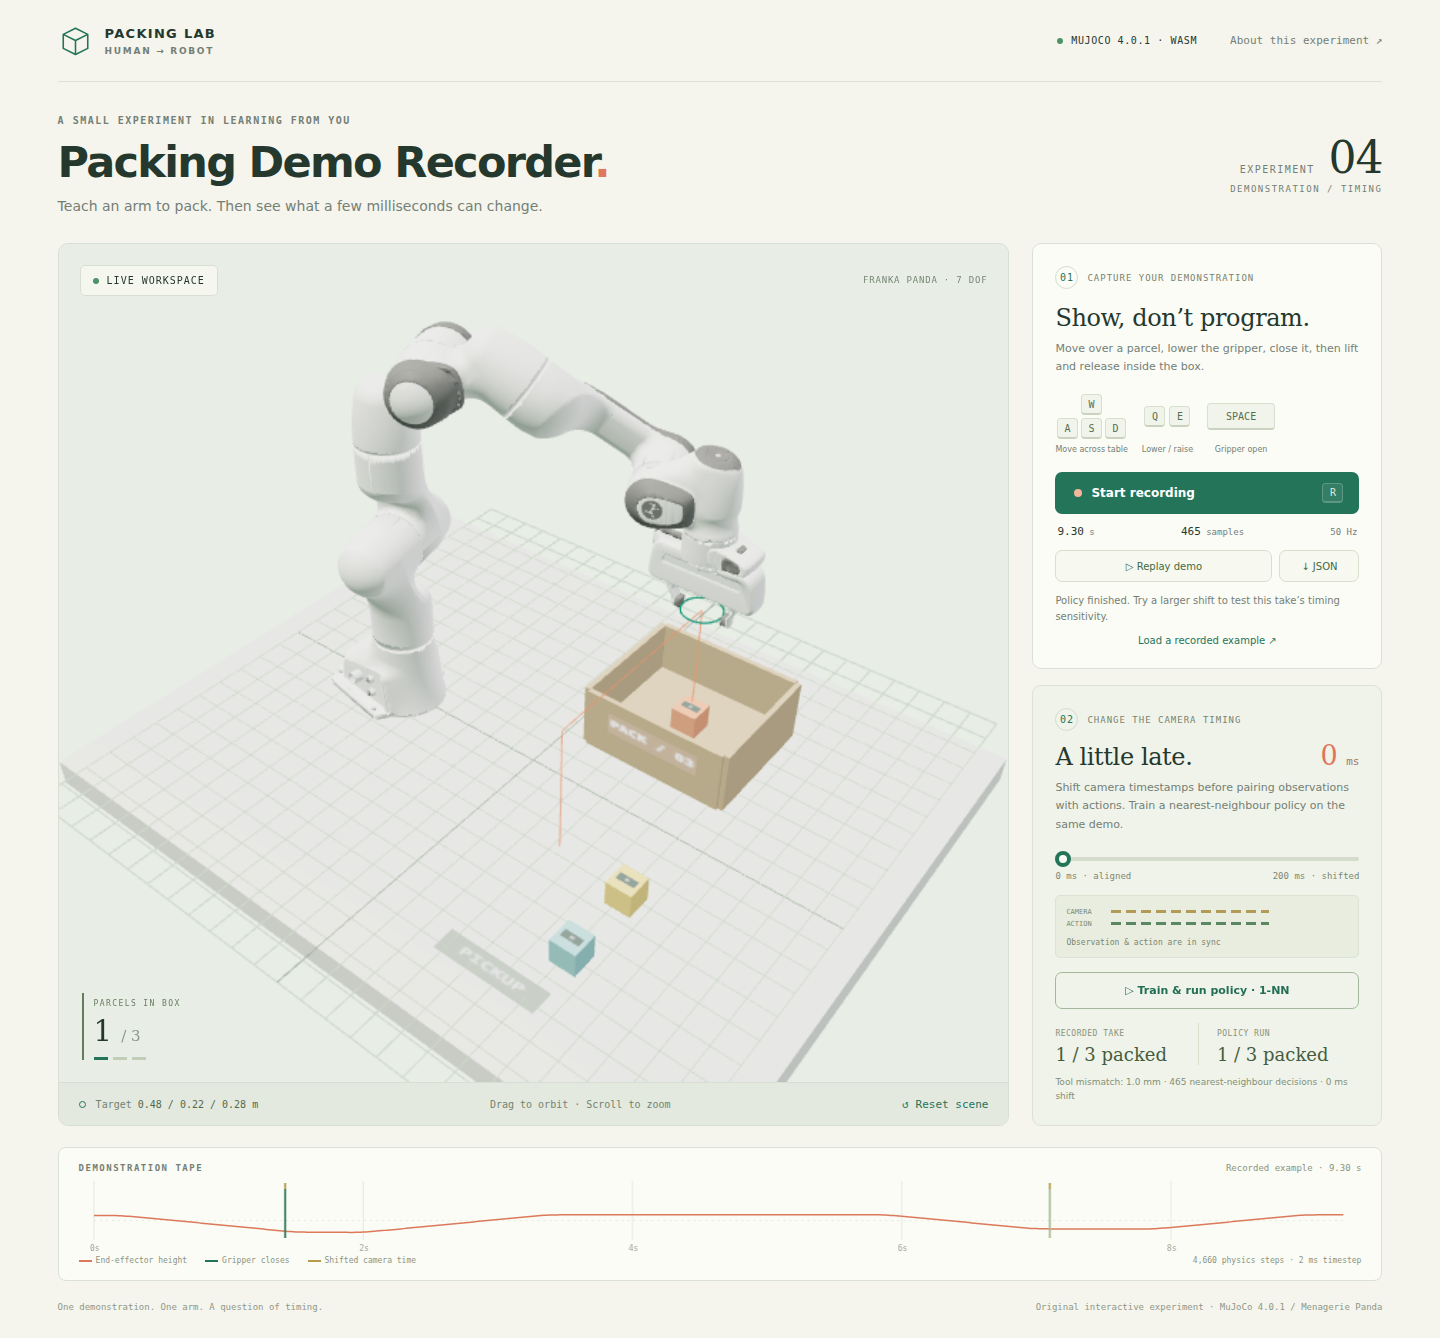 PACKING LAB
HUMAN → ROBOT
MUJOCO 4.0.1 · WASM
About this experiment ↗
A SMALL EXPERIMENT IN LEARNING FROM YOU
Packing Demo Recorder.
Teach an arm to pack. Then see what a few milliseconds can change.
EXPERIMENT 04
DEMONSTRATION / TIMING
LIVE WORKSPACE
FRANKA PANDA · 7 DOF
PACK / 03
PICKUP
PARCELS IN BOX
1 / 3
Target 0.48 / 0.22 / 0.28 m
Drag to orbit · Scroll to zoom
↺ Reset scene
01 CAPTURE YOUR DEMONSTRATION
Show, don’t program.
Move over a parcel, lower the gripper, close it, then lift
and release inside the box.
W
A S D
Q E
SPACE
Move across table
Lower / raise
Gripper open
Start recording R
9.30 s
465 samples
50 Hz
▷ Replay demo
↓ JSON
Policy finished. Try a larger shift to test this take’s timing
sensitivity.
Load a recorded example ↗
02 CHANGE THE CAMERA TIMING
A little late.
0 ms
Shift camera timestamps before pairing observations
with actions. Train a nearest-neighbour policy on the
same demo.
0 ms · aligned
200 ms · shifted
CAMERA
ACTION
Observation & action are in sync
▷ Train & run policy · 1-NN
RECORDED TAKE
1 / 3 packed
POLICY RUN
1 / 3 packed
Tool mismatch: 1.0 mm · 465 nearest-neighbour decisions · 0 ms
shift
DEMONSTRATION TAPE
Recorded example · 9.30 s
0s
2s
4s
6s
8s
End-effector height
Gripper closes
Shifted camera time
4,660 physics steps · 2 ms timestep
One demonstration. One arm. A question of timing.
Original interactive experiment · MuJoCo 4.0.1 / Menagerie Panda